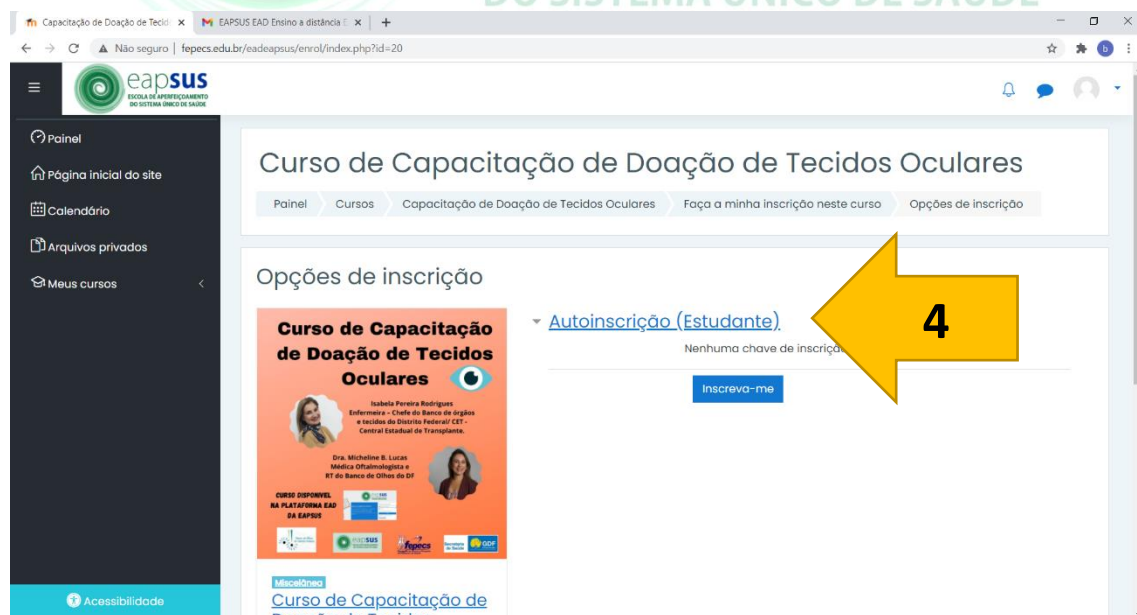 DO SISTEMA ÚNICO DE SAÚDE
Capacitação de Doação de Tecid
EAPSUS EAD Ensino a distância E
Não seguro | fepecs.edu.br/eadeapsus/enrol/index.php?id=20
b
eapsus
ESCOLA DE APERFEIÇOAMENTO
DO SISTEMA ÚNICO DE SAÚDE
Painel
Página inicial do site
Calendário
Arquivos privados
Meus cursos
Acessibilidade
Curso de Capacitação de Doação de Tecidos Oculares
Painel Cursos Capacitação de Doação de Tecidos Oculares Faça a minha inscrição neste curso Opções de inscrição
Opções de inscrição
Curso de Capacitação
de Doação de Tecidos
Oculares
Isabela Pereira Rodrigues
Enfermeira - Chefe do Banco de órgãos
e tecidos do Distrito Federal/ CET -
Central Estadual de Transplante.
Dra. Micheline B. Lucas
Médica Oftalmologista e
RT do Banco de Olhos do DF
CURSO DISPONIVEL
NA PLATAFORMA EAD
DA EAPSUS
eapsus
fepecs
GDF
Miscelânea
Curso de Capacitação de
Autoinscrição (Estudante)
Nenhuma chave de inscrição
Inscreva-me
4